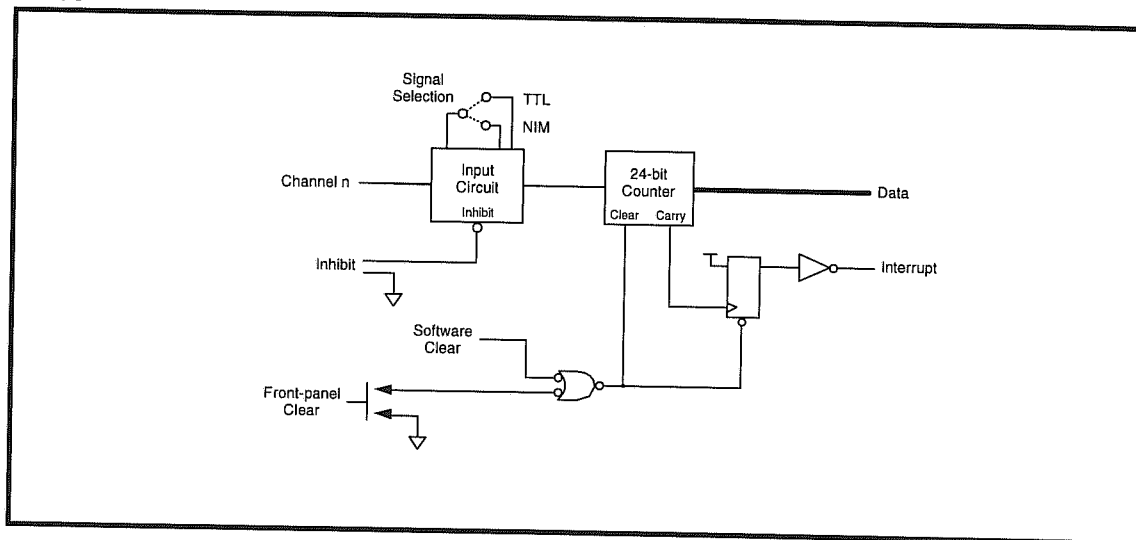 Signal
Selection
TTL
NIM
Channel n
Input
Circuit
Inhibit
24-bit
Counter
Clear Carry
Data
Inhibit
Interrupt
Software
Clear
Front-panel
Clear